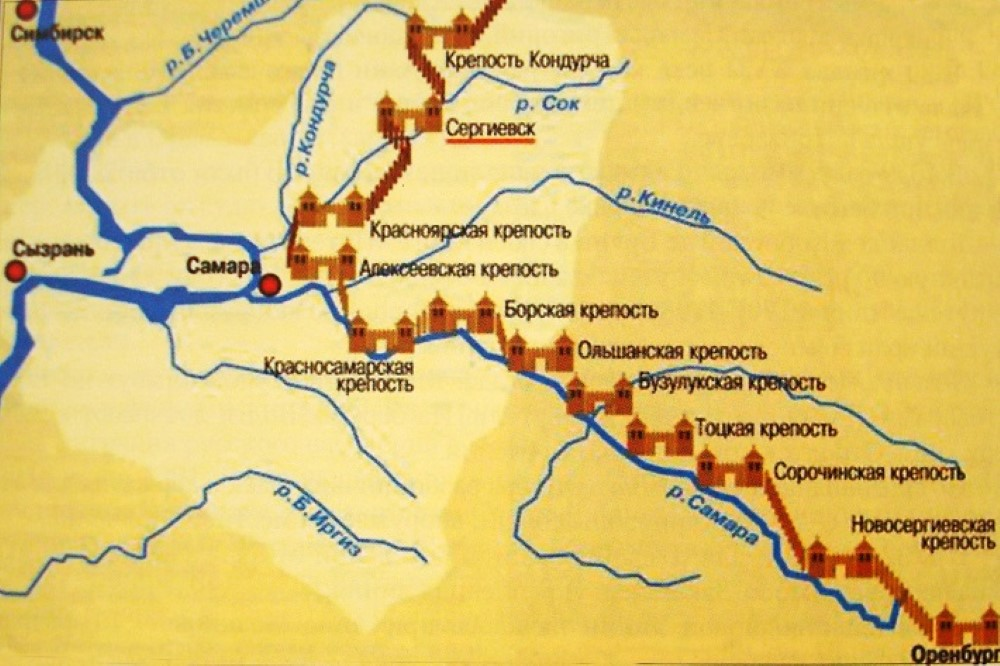 Симбирск
р.Б.Черемш
Крепость Кондурча
р.Кондурча
р. Сок
Сергиевск
р.Кинель
Красноярская крепость
Сызрань
Самара
Алексеевская крепость
Борская крепость
Красносамарская
крепость
Ольшанская крепость
Бузулукская крепость
Тоцкая крепость
Сорочинская крепость
р.Самара
р.Б.Иргиз
Новосергиевская
крепость
Оренбург